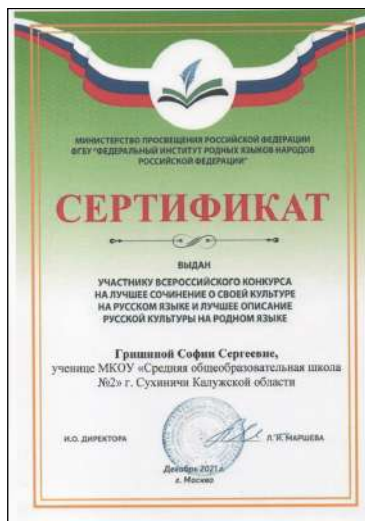 МИНИСТЕРСТВО ПРОСВЕЩЕНИЯ РОССИЙСКОЙ ФЕДЕРАЦИИ
ФГБУ "ФЕДЕРАЛЬНЫЙ ИНСТИТУТ РОДНЫХ ЯЗЫКОВ НАРОДОВ
РОССИЙСКОЙ ФЕДЕРАЦИИ"
СЕРТИФИКАТ
ВЫДАН
УЧАСТНИКУ ВСЕРОССИЙСКОГО КОНКУРСА
НА ЛУЧШЕЕ СОЧИНЕНИЕ О СВОЕЙ КУЛЬТУРЕ
НА РУССКОМ ЯЗЫКЕ И ЛУЧШЕЕ ОПИСАНИЕ
РУССКОЙ КУЛЬТУРЫ НА РОДНОМ ЯЗЫКЕ
Гришиной Софии Сергеевне,
ученице МКОУ «Средняя общеобразовательная школа
№2» г. Сухиничи Калужской области
И.О. ДИРЕКТОРА
Л.П. МАРШЕВА
Декабрь 2021 г.
г. Москва